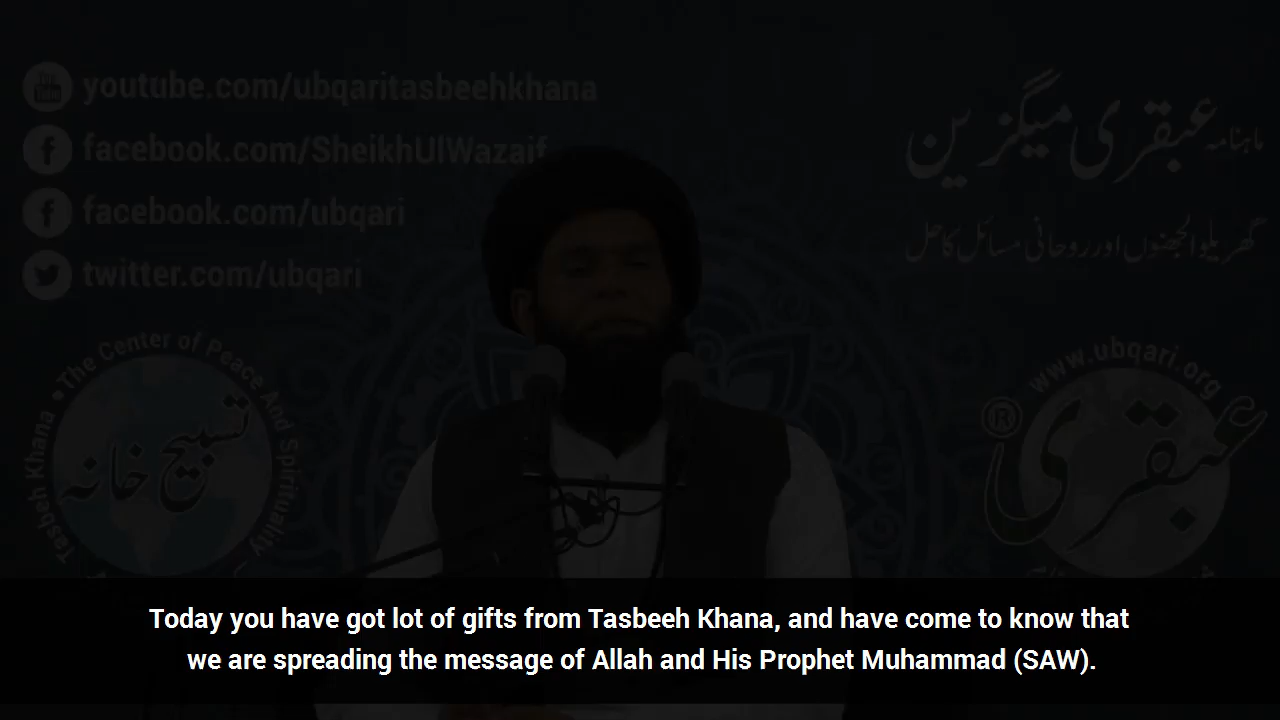 youtube.com/ubqaritasbeehkhana
facebook.com/SheikhUlWazaif
facebook.com/ubqari
twitter.com/ubqari
ماہنامہ عبقری میگزین
گھریلو الجھنوں اور روحانی مسائل کا حل
Tasbeh Khana • The Center of Peace And Spirituality
تسبیح خانہ
www.ubqari.org
عبقری ®
Today you have got lot of gifts from Tasbeeh Khana, and have come to know that
we are spreading the message of Allah and His Prophet Muhammad (SAW).